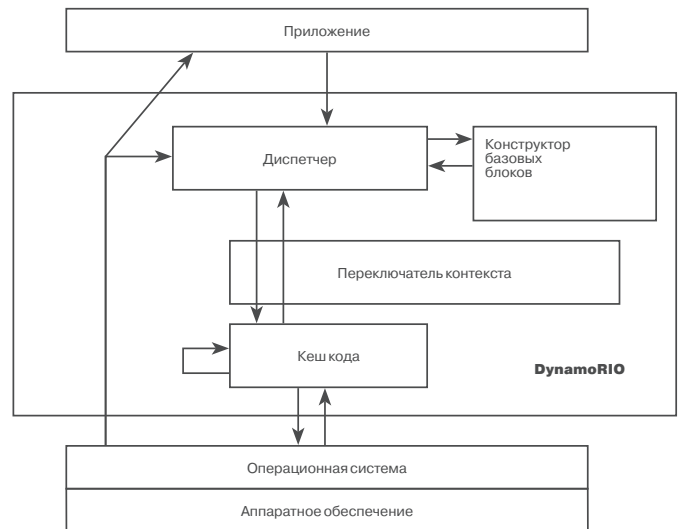 Приложение
Диспетчер
Конструктор
базовых
блоков
Переключатель контекста
Кеш кода
DynamoRIO
Операционная система
Аппаратное обеспечение